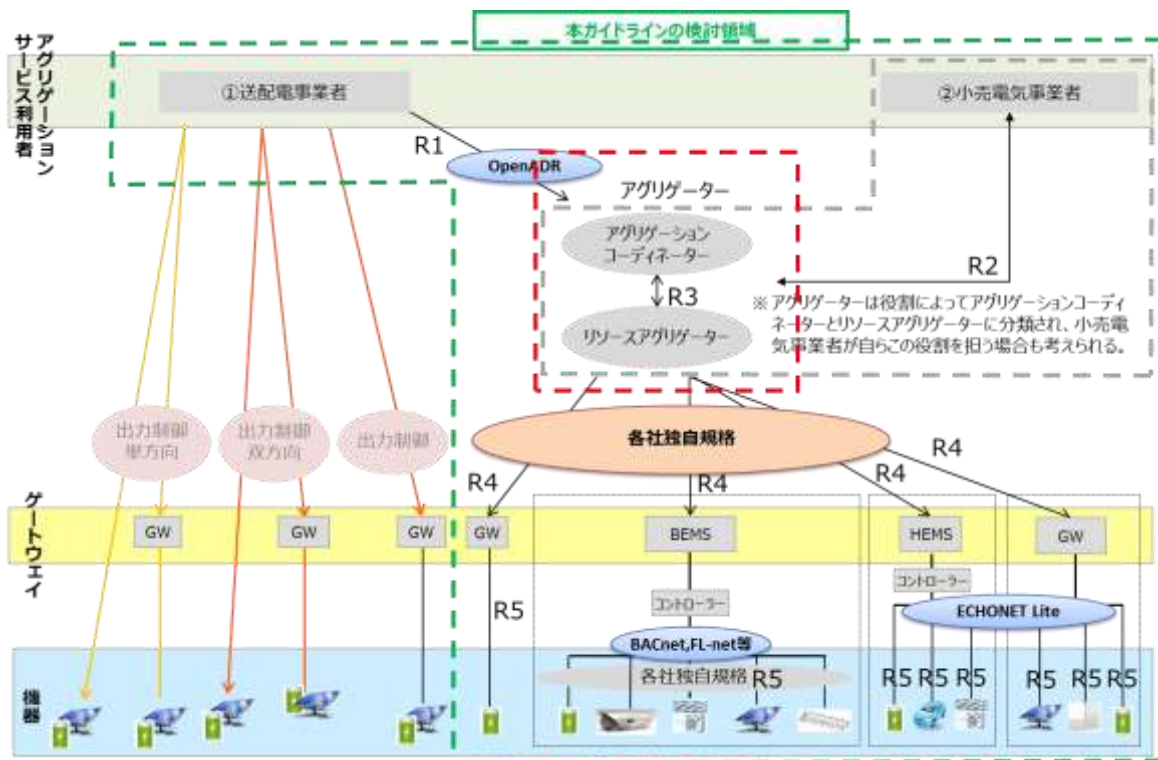 本ガイドラインの検討領域
アグリゲーション
サービス利用者
①送配電事業者
②小売電気事業者
R1
OpenADR
アグリゲーター
アグリゲーション
コーディネーター
R3
リソースアグリゲーター
R2
※ アグリゲーターは役割によってアグリゲーションコーディ
ネーターとリソースアグリゲーターに分類され、小売電
気事業者が自らこの役割を担う場合も考えられる。
出力制御
単方向
出力制御
双方向
出力制御
各社独自規格
R4
R4
R4
R4
ゲートウェイ
GW
GW
GW
GW
BEMS
HEMS
GW
コントローラー
R5
コントローラー
ECHONET Lite
BACnet,FL-net等
機器
各社独自規格
R5
R5
R5
R5
R5
R5
R5